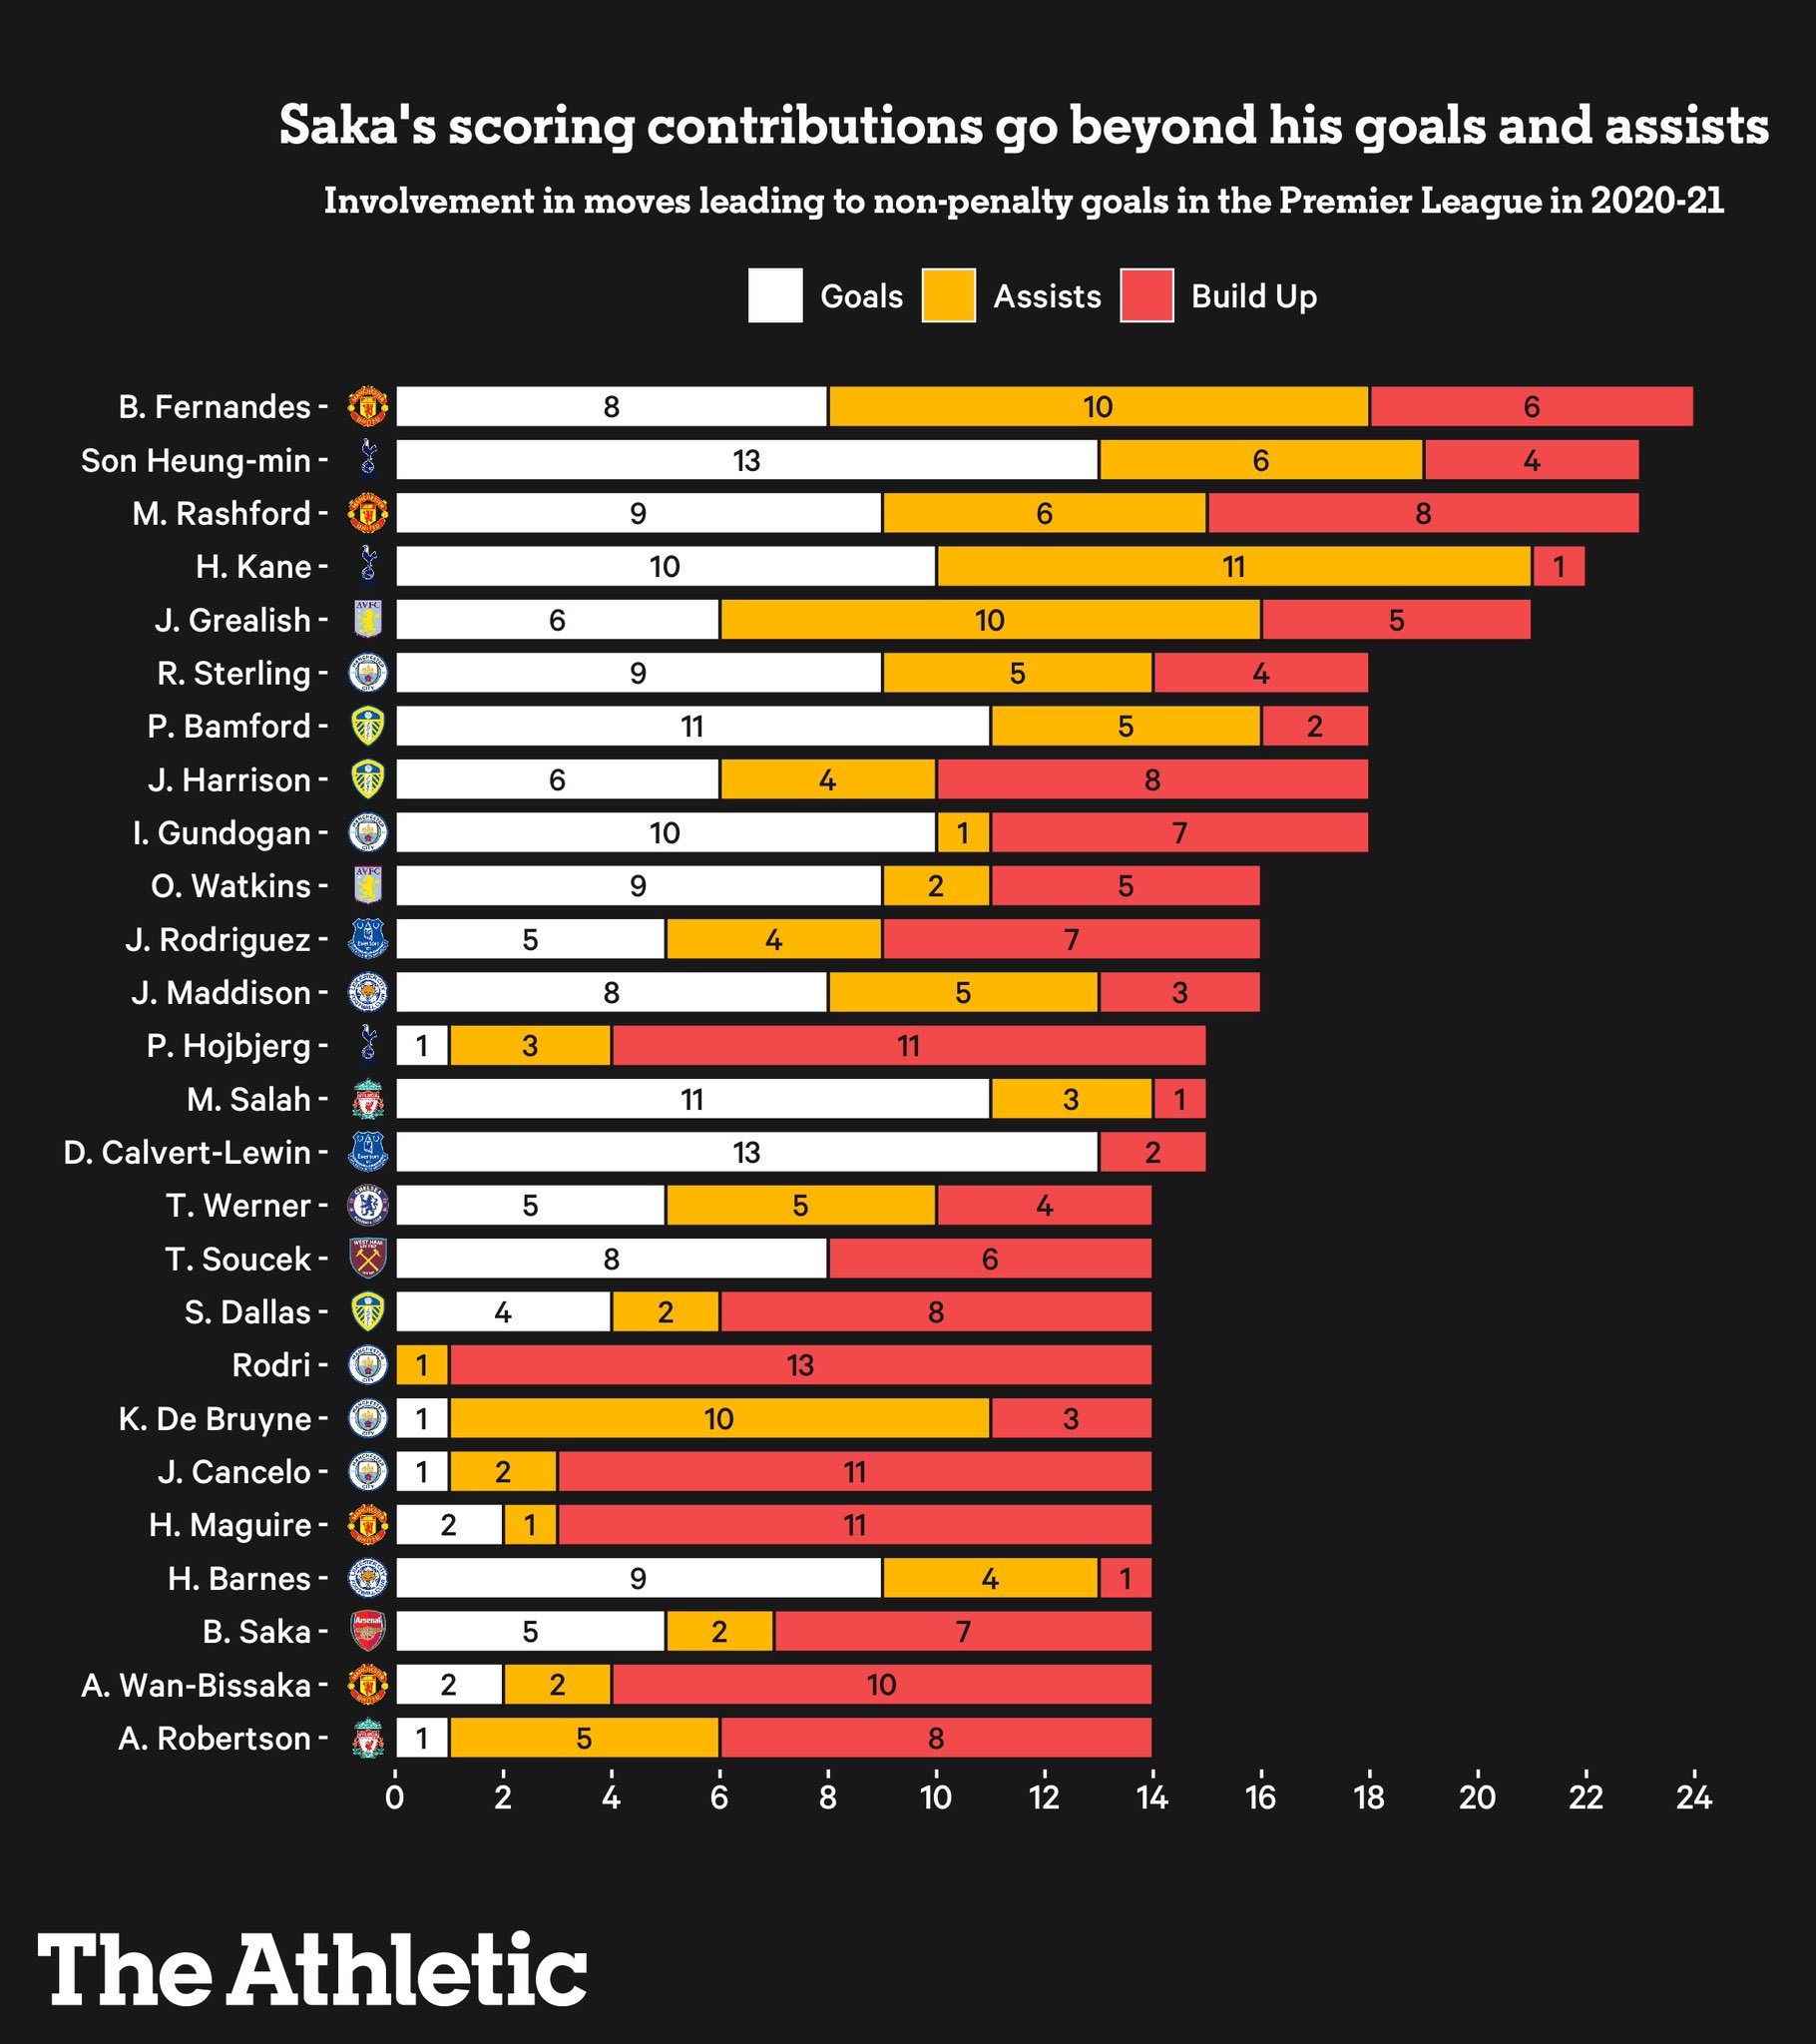 Saka's scoring contributions go beyond his goals and assists
Involvement in moves leading to non-penalty goals in the Premier League in 2020-21
Goals Assists Build Up
B. Fernandes 8 10 6
Son Heung-min 13 6 4
M. Rashford 9 6 8
H. Kane 10 11 1
J. Grealish 6 10 5
R. Sterling 9 5 4
P. Bamford 11 5 2
J. Harrison 6 4 8
I. Gundogan 10 1 7
O. Watkins 9 2 5
J. Rodriguez 5 4 7
J. Maddison 8 5 3
P. Hojbjerg 1 3 11
M. Salah 11 3 1
D. Calvert-Lewin 13 2
T. Werner 5 5 4
T. Soucek 8 6
S. Dallas 4 2 8
Rodri 1 13
K. De Bruyne 1 10 3
J. Cancelo 1 2 11
H. Maguire 2 1 11
H. Barnes 9 4 1
B. Saka 5 2 7
A. Wan-Bissaka 2 2 10
A. Robertson 1 5 8
0 2 4 6 8 10 12 14 16 18 20 22 24
The Athletic